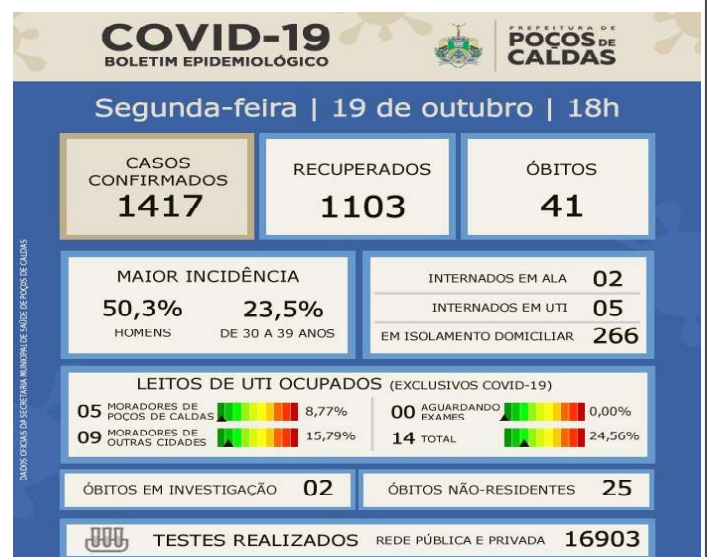 COVID-19
BOLETIM EPIDEMIOLÓGICO
PREFEITURA DE
POÇOS DE
CALDAS
Segunda-feira | 19 de outubro | 18h
CASOS
CONFIRMADOS
1417
RECUPERADOS
1103
ÓBITOS
41
MAIOR INCIDÊNCIA
50,3%
HOMENS
23,5%
DE 30 A 39 ANOS
INTERNADOS EM ALA 02
INTERNADOS EM UTI 05
EM ISOLAMENTO DOMICILIAR 266
LEITOS DE UTI OCUPADOS (EXCLUSIVOS COVID-19)
05 MORADORES DE
POÇOS DE CALDAS 8,77%
09 MORADORES DE
OUTRAS CIDADES 15,79%
00 AGUARDANDO
EXAMES 0,00%
14 TOTAL 24,56%
ÓBITOS EM INVESTIGAÇÃO 02
ÓBITOS NÃO-RESIDENTES 25
TESTES REALIZADOS REDE PÚBLICA E PRIVADA 16903
DADOS OFICIAS DA SECRETARIA MUNICIPAL DE SAÚDE DE POÇOS DE CALDAS